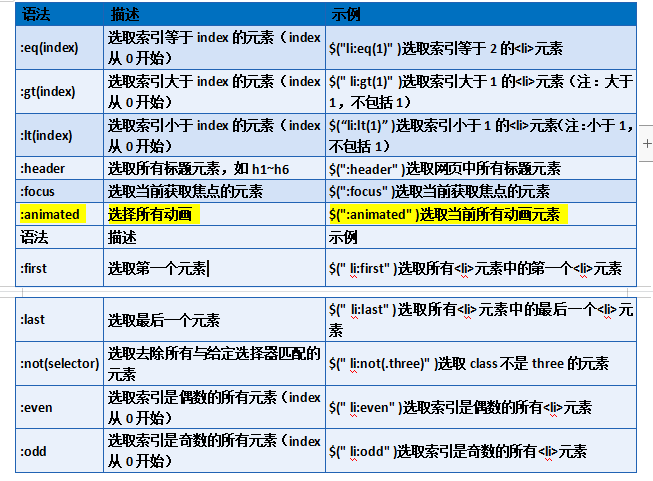 语法 描述 示例
:eq(index) 选取索引等于 index 的元素（index 从 0 开始） $("li:eq(1)" )选取索引等于 2 的<li>元素
:gt(index) 选取索引大于 index 的元素（index 从 0 开始） $(" li:gt(1)" )选取索引大于 1 的<li>元素（注：大于 1，不包括 1）
:lt(index) 选取索引小于 index 的元素（index 从 0 开始） $(“li:lt(1)” )选取索引小于 1 的<li>元素（注：小于 1，不包括 1）
:header 选取所有标题元素，如 h1~h6 $(":header" )选取网页中所有标题元素
:focus 选取当前获取焦点的元素 $(":focus" )选取当前获取焦点的元素
:animated 选择所有动画 $(":animated" )选取当前所有动画元素
语法 描述 示例
:first 选取第一个元素 $(" li:first" )选取所有<li>元素中的第一个<li>元素
:last 选取最后一个元素 $(" li:last" )选取所有<li>元素中的最后一个<li>元素
:not(selector) 选取去除所有与给定选择器匹配的元素 $(" li:not(.three)" )选取 class 不是 three 的元素
:even 选取索引是偶数的所有元素（index 从 0 开始） $(" li:even" )选取索引是偶数的所有<li>元素
:odd 选取索引是奇数的所有元素（index 从 0 开始） $(" li:odd" )选取索引是奇数的所有<li>元素